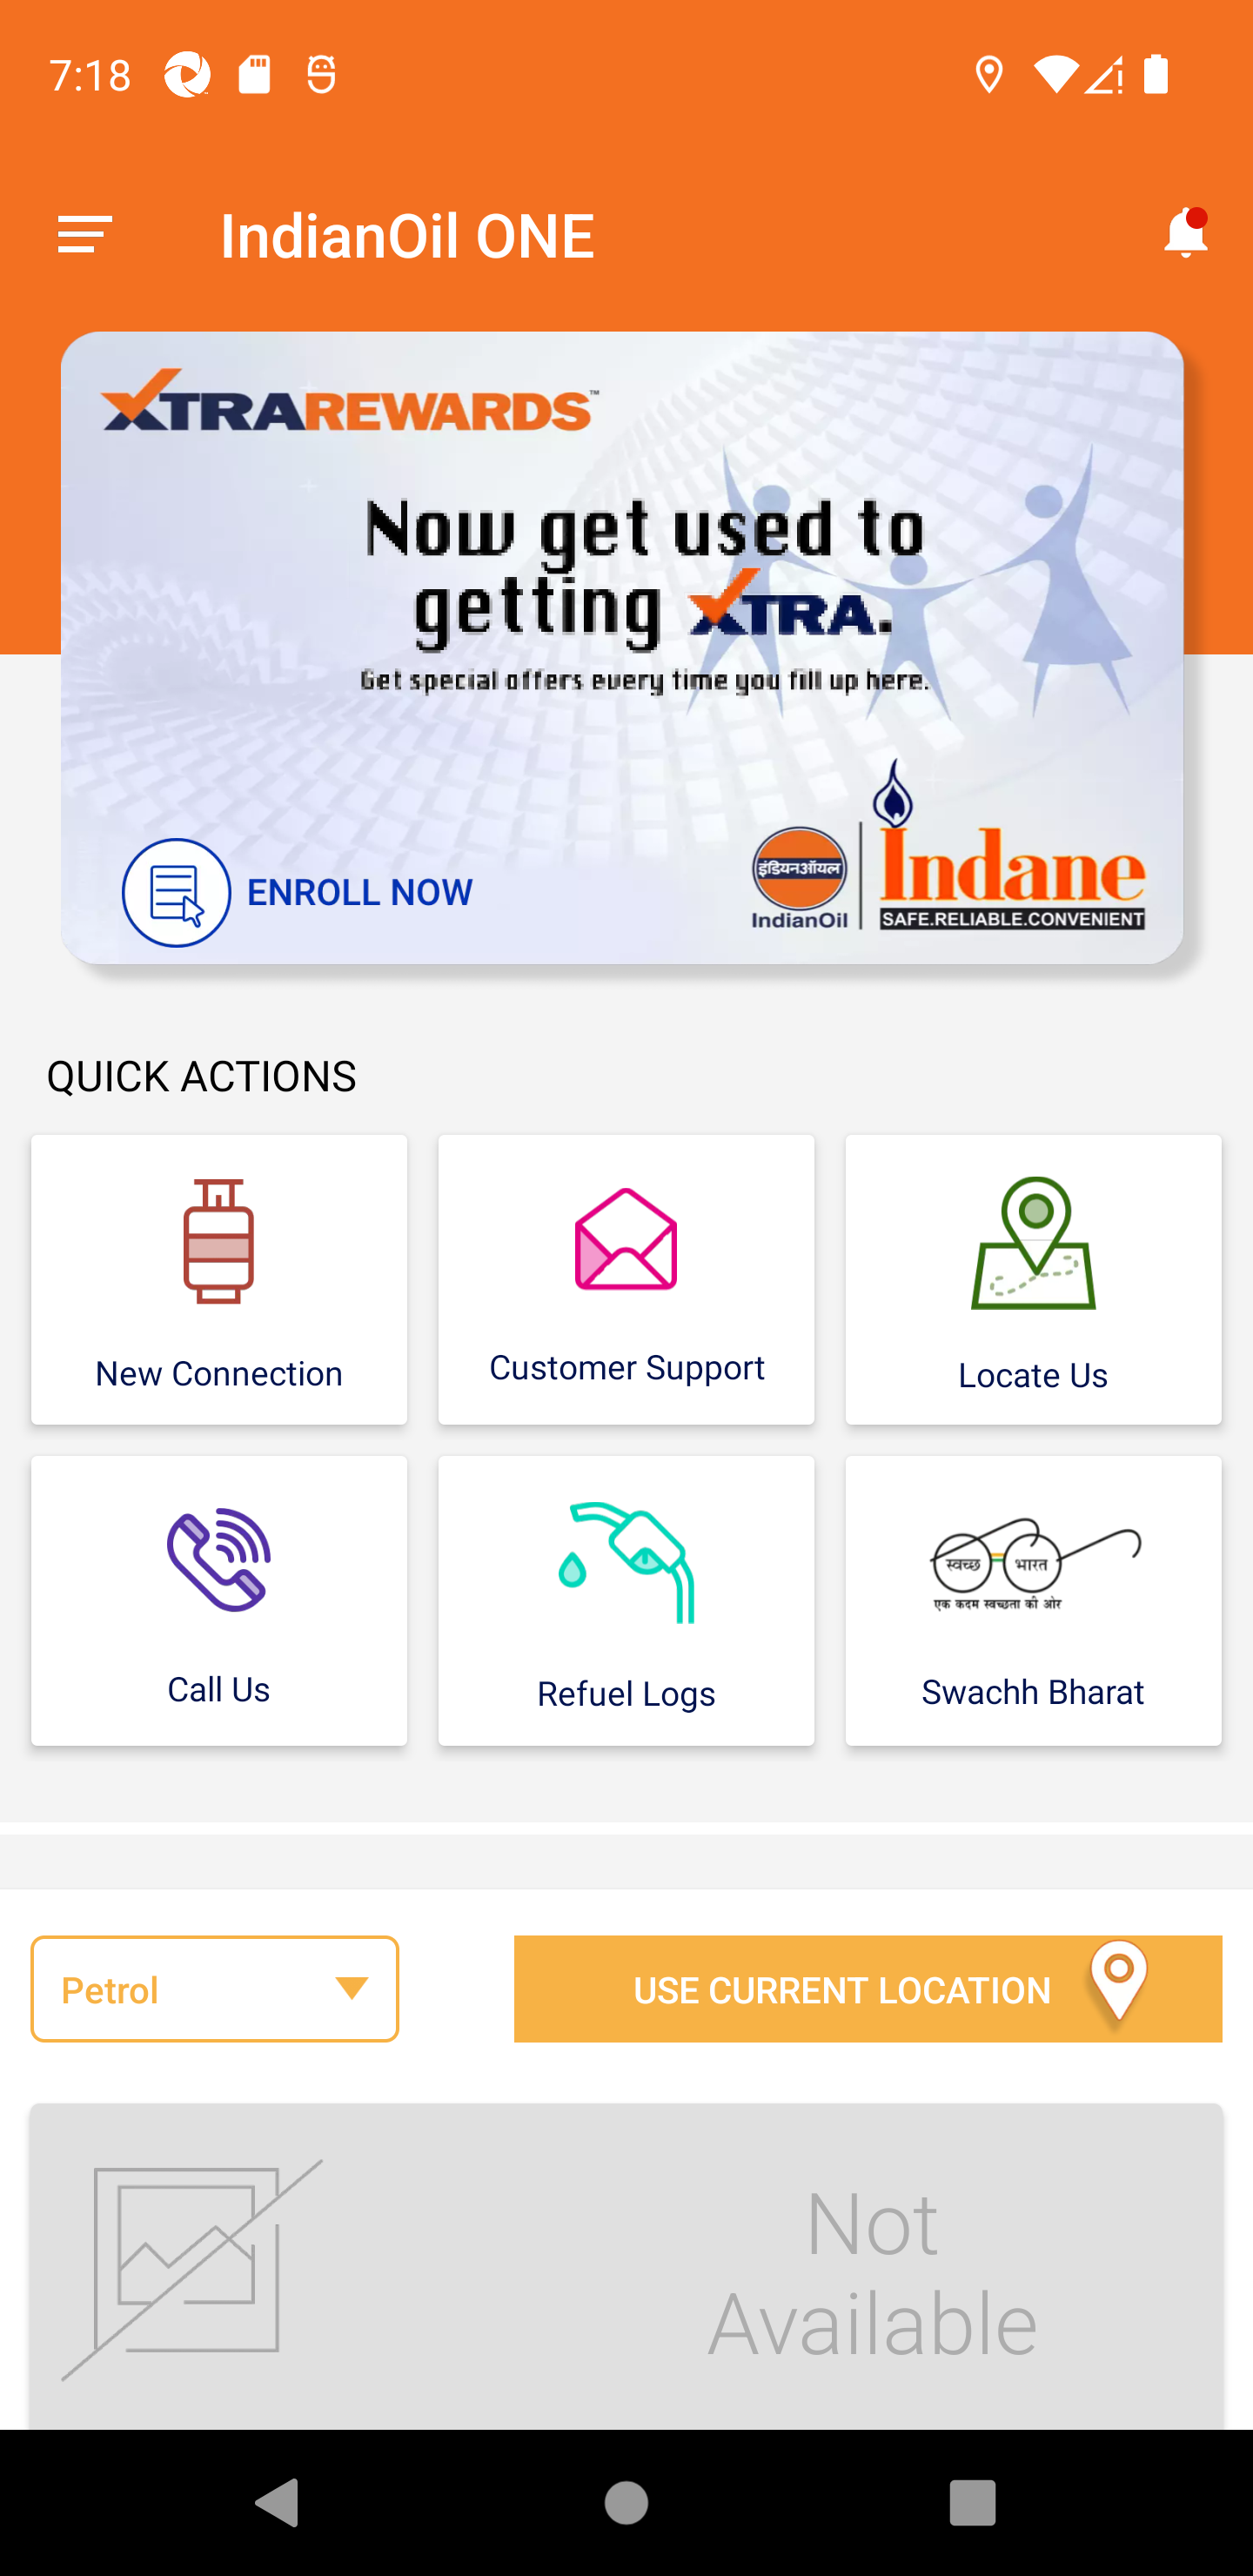 7:18
IndianOil ONE
XTRAREWARDS™
Now get used to
getting XTRA.
Get special offers every time you fill up here.
ENROLL NOW
इंडियनऑयल
IndianOil
Indane
SAFE.RELIABLE.CONVENIENT
QUICK ACTIONS
New Connection
Customer Support
Locate Us
स्वच्छ भारत
एक कदम स्वच्छता की ओर
Call Us
Refuel Logs
Swachh Bharat
Petrol
USE CURRENT LOCATION
Not
Available